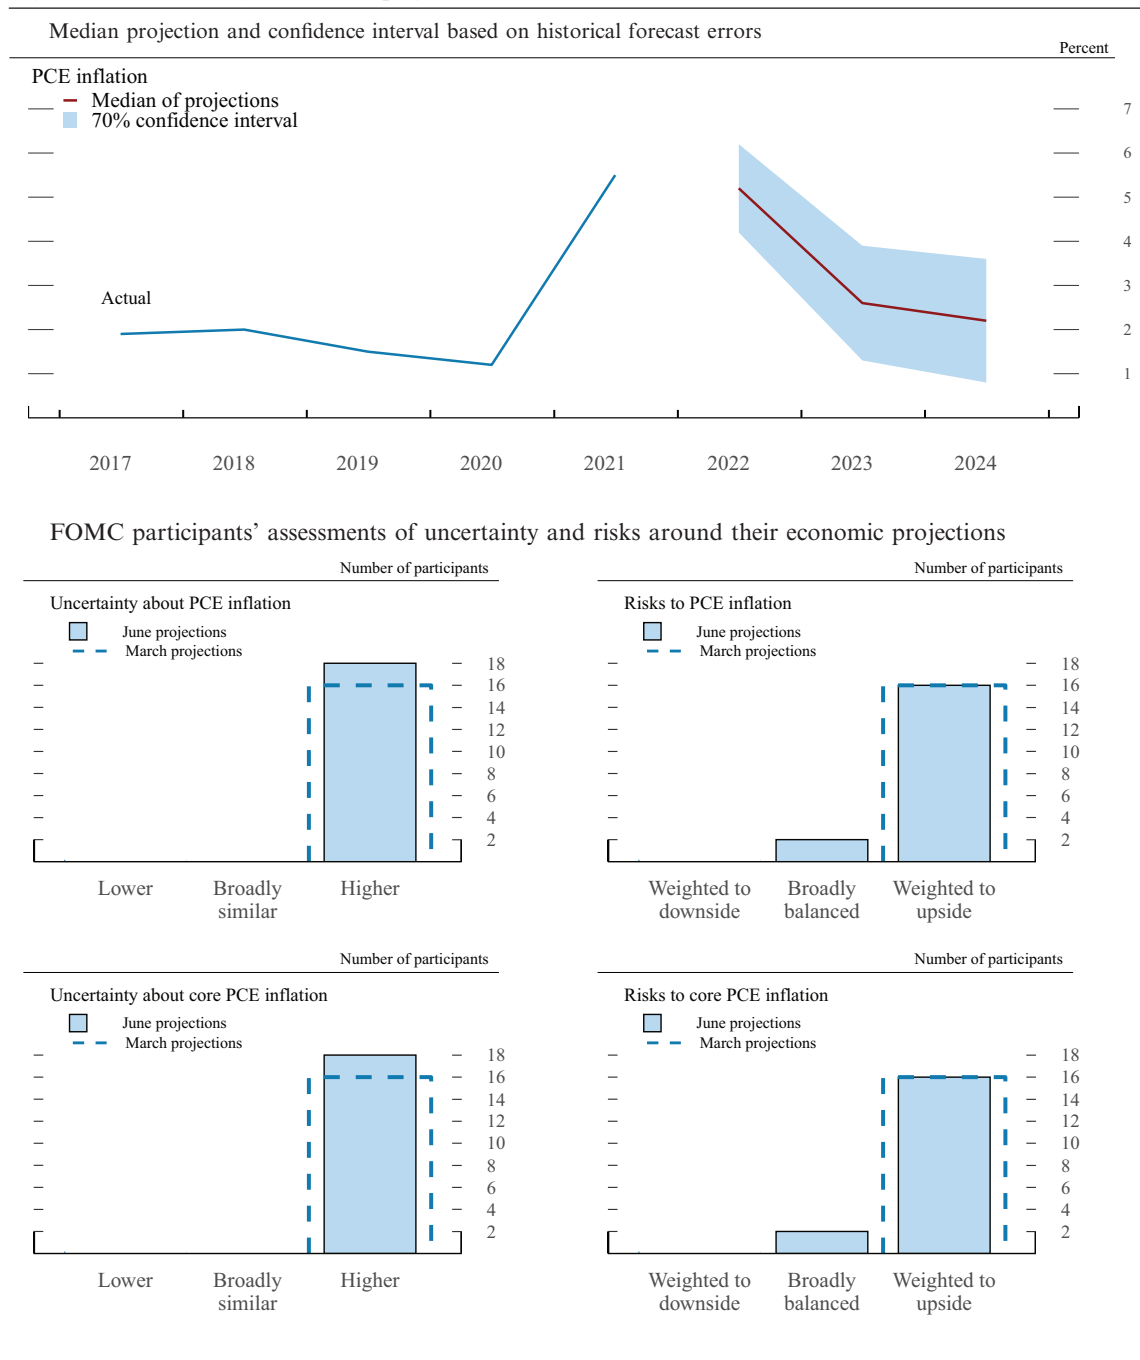 Median projection and confidence interval based on historical forecast errors
Percent
PCE inflation
Median of projections
70% confidence interval
7
6
5
4
3
2
1
Actual
2017 2018 2019 2020 2021 2022 2023 2024
FOMC participants’ assessments of uncertainty and risks around their economic projections
Number of participants
Uncertainty about PCE inflation
June projections
March projections
18
16
14
12
10
8
6
4
2
Lower Broadly similar Higher
Number of participants
Risks to PCE inflation
June projections
March projections
18
16
14
12
10
8
6
4
2
Weighted to downside Broadly balanced Weighted to upside
Number of participants
Uncertainty about core PCE inflation
June projections
March projections
18
16
14
12
10
8
6
4
2
Lower Broadly similar Higher
Number of participants
Risks to core PCE inflation
June projections
March projections
18
16
14
12
10
8
6
4
2
Weighted to downside Broadly balanced Weighted to upside